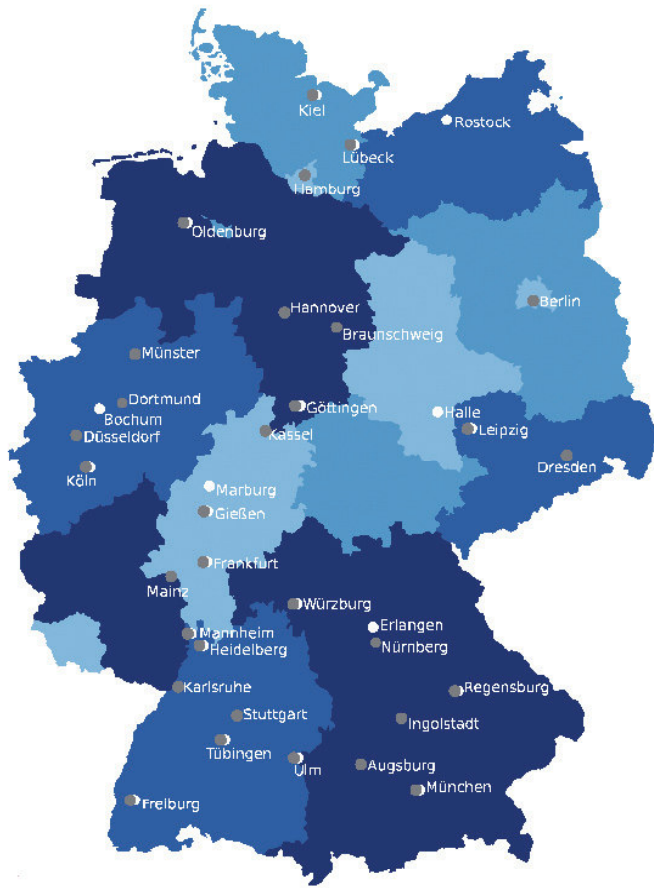 Kiel
Rostock
Lübeck
Hamburg
Oldenburg
Hannover
Berlin
Braunschweig
Münster
Dortmund
Göttingen
Halle
Bochum
Leipzig
Düsseldorf
Kassel
Dresden
Köln
Marburg
Gießen
Frankfurt
Mainz
Würzburg
Erlangen
Mannheim
Nürnberg
Heidelberg
Karlsruhe
Regensburg
Stuttgart
Ingolstadt
Tübingen
Ulm
Augsburg
München
Freiburg